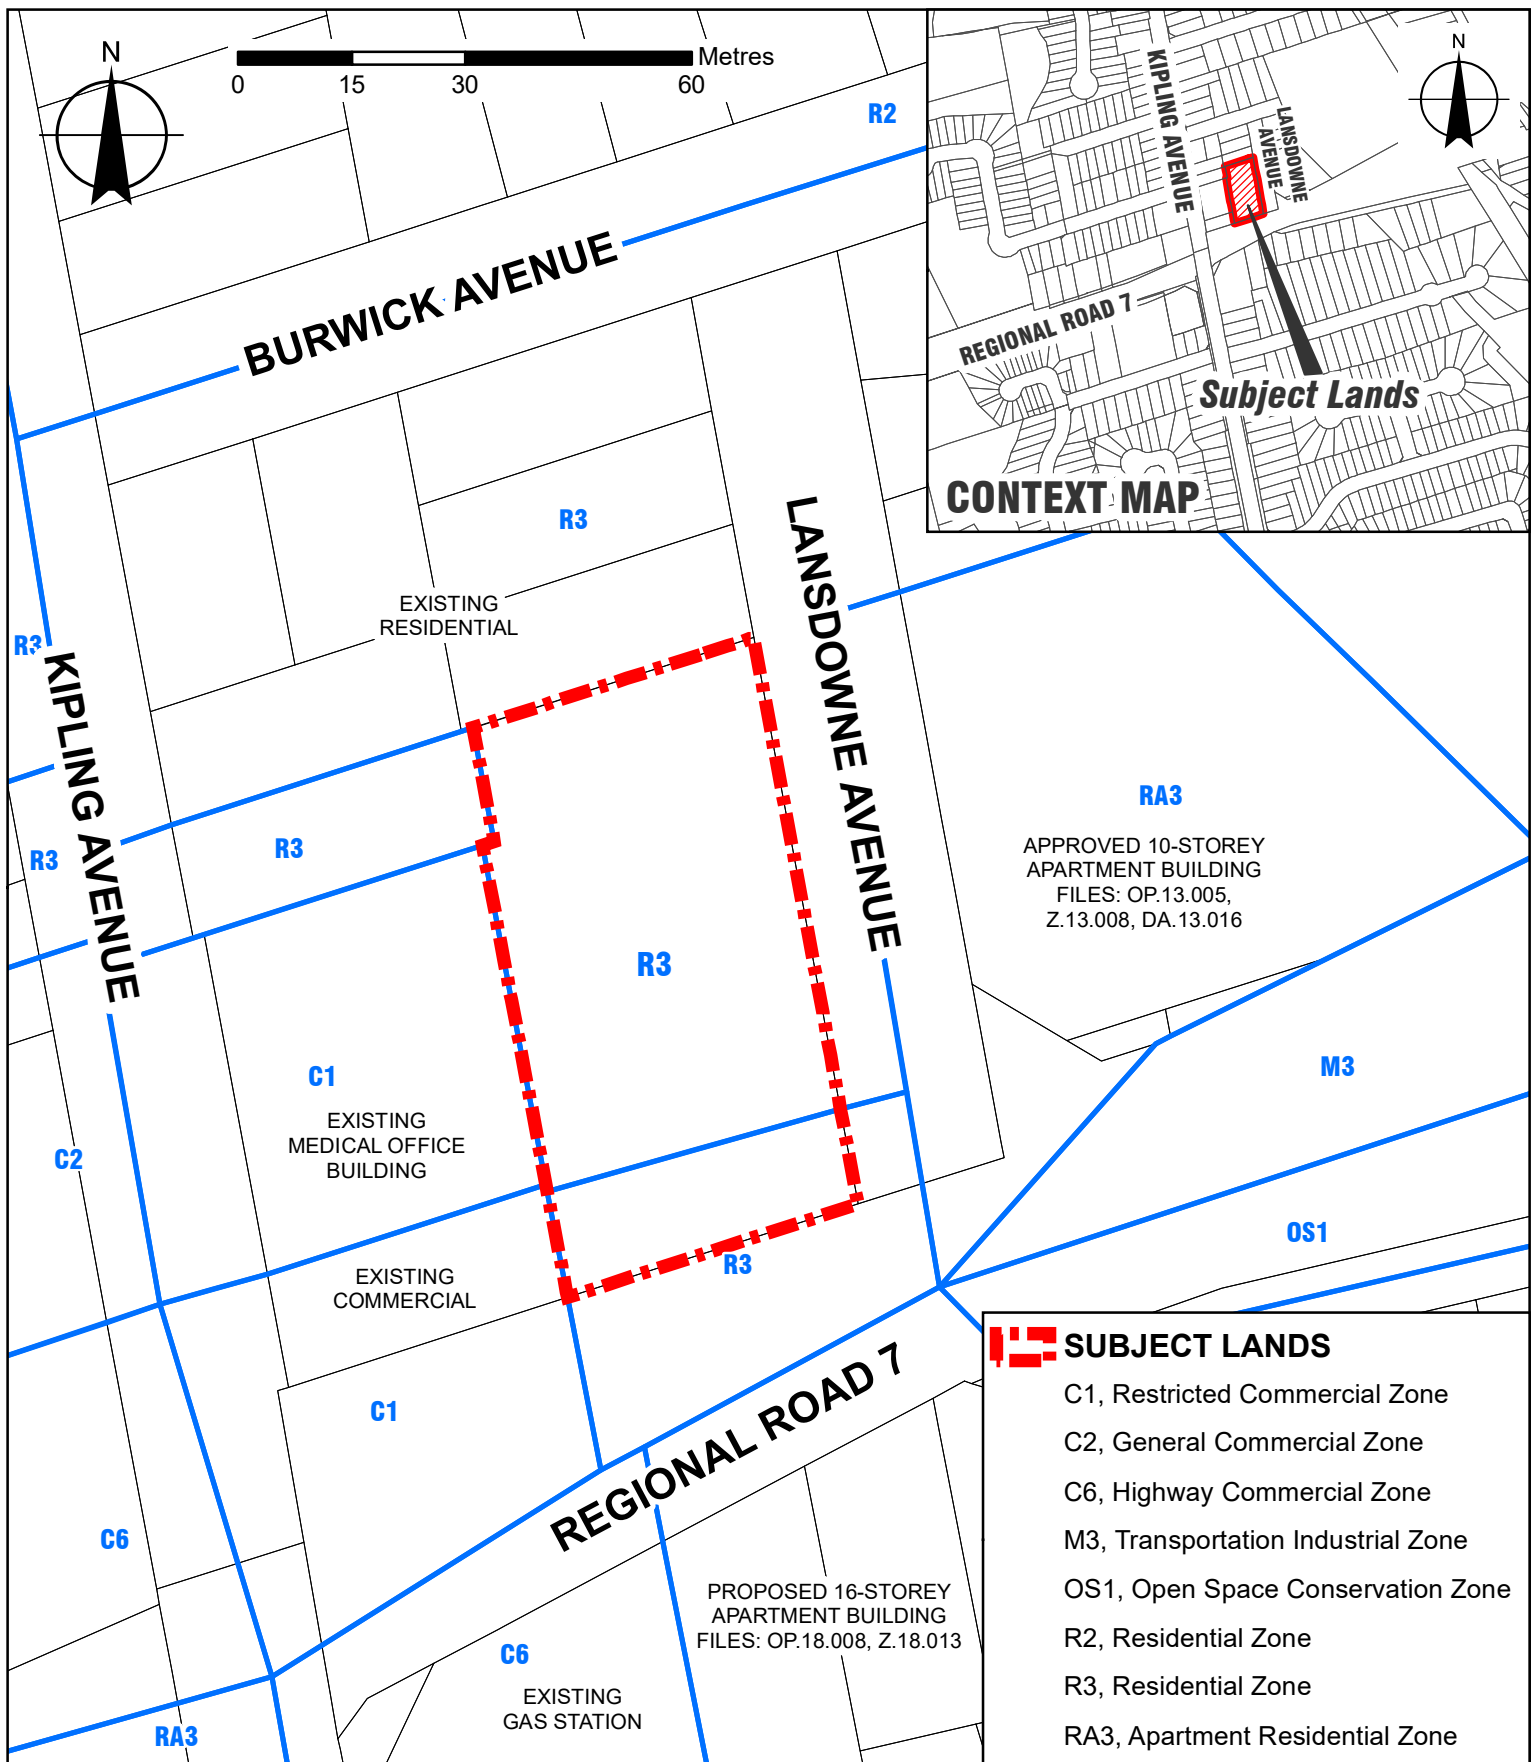 N
Metres
0 15 30 60
R2
BURWICK AVENUE
N
KIPLING AVENUE
LANSDOWNE
AVENUE
REGIONAL ROAD 7
Subject Lands
CONTEXT MAP
R3
EXISTING
RESIDENTIAL
LANSDOWNE AVENUE
R3
KIPLING AVENUE
R3
R3
R3
RA3
APPROVED 10-STOREY
APARTMENT BUILDING
FILES: OP.13.005,
Z.13.008, DA.13.016
C1
EXISTING
MEDICAL OFFICE
BUILDING
C2
M3
OS1
R3
EXISTING
COMMERCIAL
C1
REGIONAL ROAD 7
C6
PROPOSED 16-STOREY
APARTMENT BUILDING
FILES: OP.18.008, Z.18.013
C6
EXISTING
GAS STATION
RA3
SUBJECT LANDS
C1, Restricted Commercial Zone
C2, General Commercial Zone
C6, Highway Commercial Zone
M3, Transportation Industrial Zone
OS1, Open Space Conservation Zone
R2, Residential Zone
R3, Residential Zone
RA3, Apartment Residential Zone